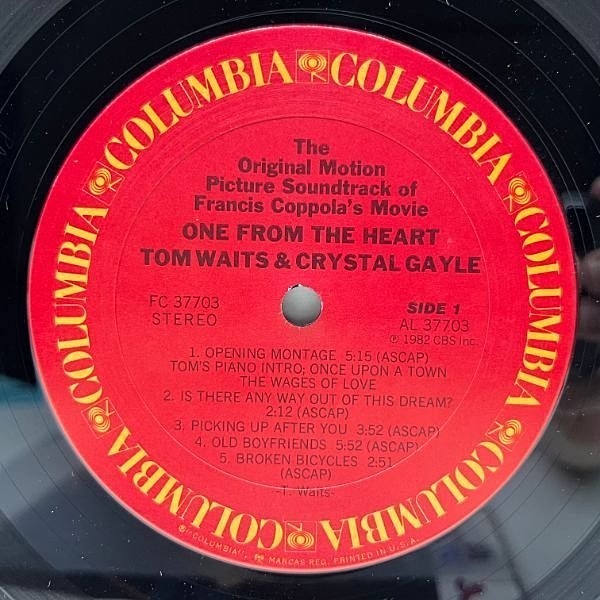 COLUMBIA COLUMBIA COLUMBIA COLUMBIA COLUMBIA COLUMBIA
The
Original Motion
Picture Soundtrack of
Francis Coppola's Movie
ONE FROM THE HEART
TOM WAITS & CRYSTAL GAYLE
FC 37703
STEREO
SIDE 1
AL 37703
℗ 1982 CBS Inc.
1. OPENING MONTAGE 5:15 (ASCAP)
TOM'S PIANO INTRO; ONCE UPON A TOWN
THE WAGES OF LOVE
2. IS THERE ANY WAY OUT OF THIS DREAM?
2:12 (ASCAP)
3. PICKING UP AFTER YOU 3:52 (ASCAP)
4. OLD BOYFRIENDS 5:52 (ASCAP)
5. BROKEN BICYCLES 2:51
(ASCAP)
-T. Waits-
"COLUMBIA", MARCAS REG. PRINTED IN U.S.A.